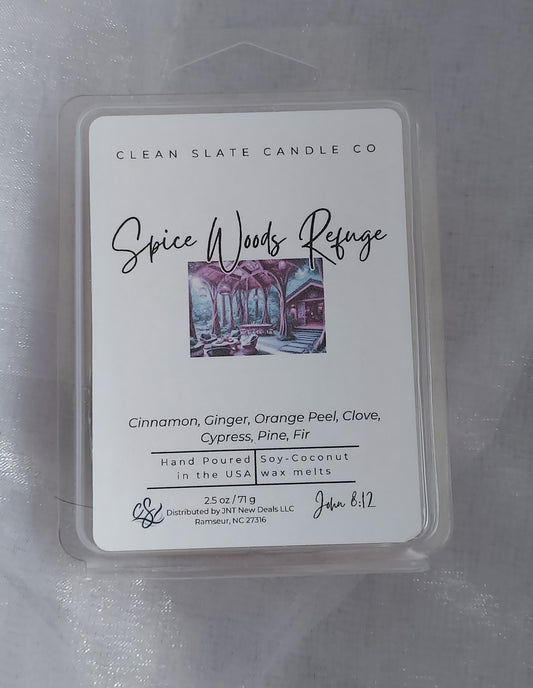 CLEAN SLATE CANDLE CO
Spice Woods Refuge
Cinnamon, Ginger, Orange Peel, Clove,
Cypress, Pine, Fir
Hand Poured
in the USA
Soy-Coconut
wax melts
2.5 oz / 71 g
Distributed by JNT New Deals LLC
Ramseur, NC 27316
John 8:12